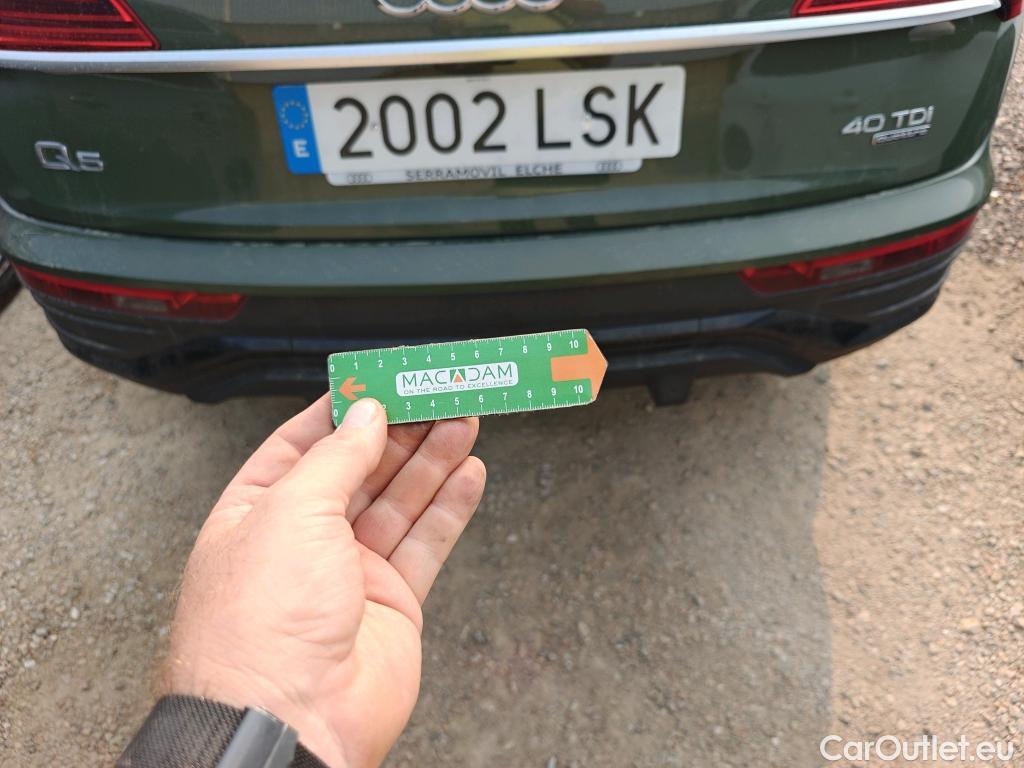 E 2002 LSK
SERRAMOVIL ELCHE
Q5
40 TDI
0 1 2 3 4 5 6 7 8 9 10
MACADAM
ON THE ROAD TO EXCELLENCE
0 2 3 4 5 6 7 8 9 10
CarOutlet.eu